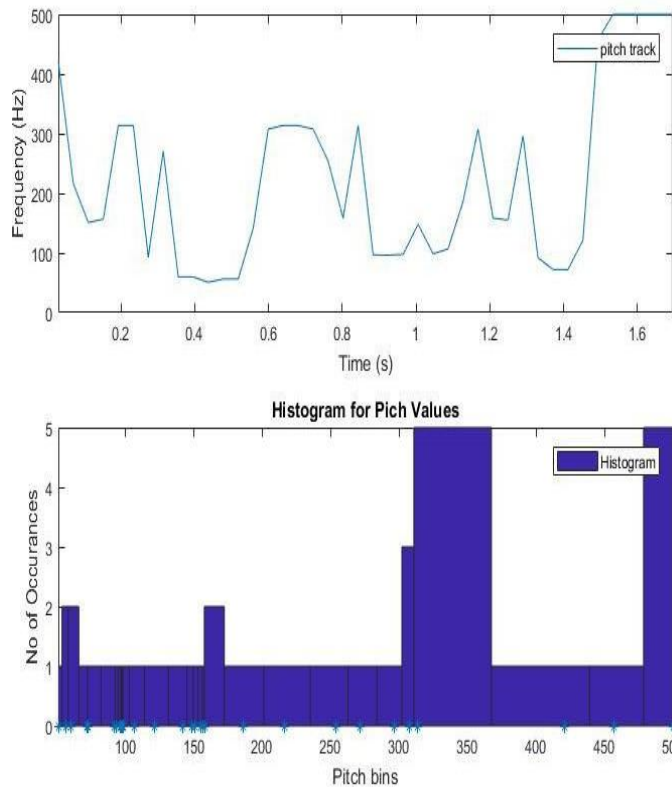 500
400
300
200
100
0
Frequency (Hz)
pitch track
0.2 0.4 0.6 0.8 1 1.2 1.4 1.6
Time (s)
Histogram for Pich Values
5
4
3
2
1
0
No of Occurances
Histogram
100 150 200 250 300 350 400 450 500
Pitch bins